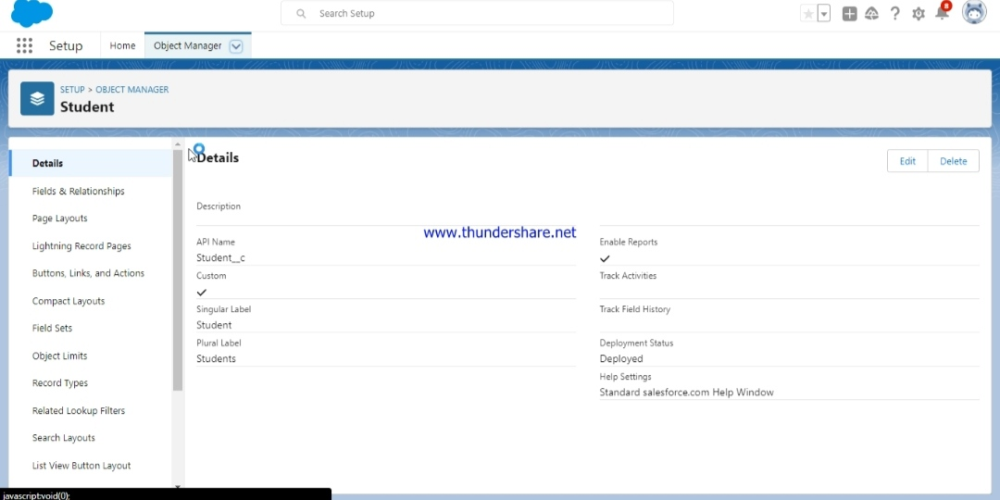 Search Setup
8
Setup
Home
Object Manager
SETUP > OBJECT MANAGER
Student
Details
Fields & Relationships
Page Layouts
Lightning Record Pages
Buttons, Links, and Actions
Compact Layouts
Field Sets
Object Limits
Record Types
Related Lookup Filters
Search Layouts
List View Button Layout
Details
Edit
Delete
Description
www.thundershare.net
API Name
Student__c
Custom
Singular Label
Student
Plural Label
Students
Enable Reports
Track Activities
Track Field History
Deployment Status
Deployed
Help Settings
Standard salesforce.com Help Window
javascript:void(0);